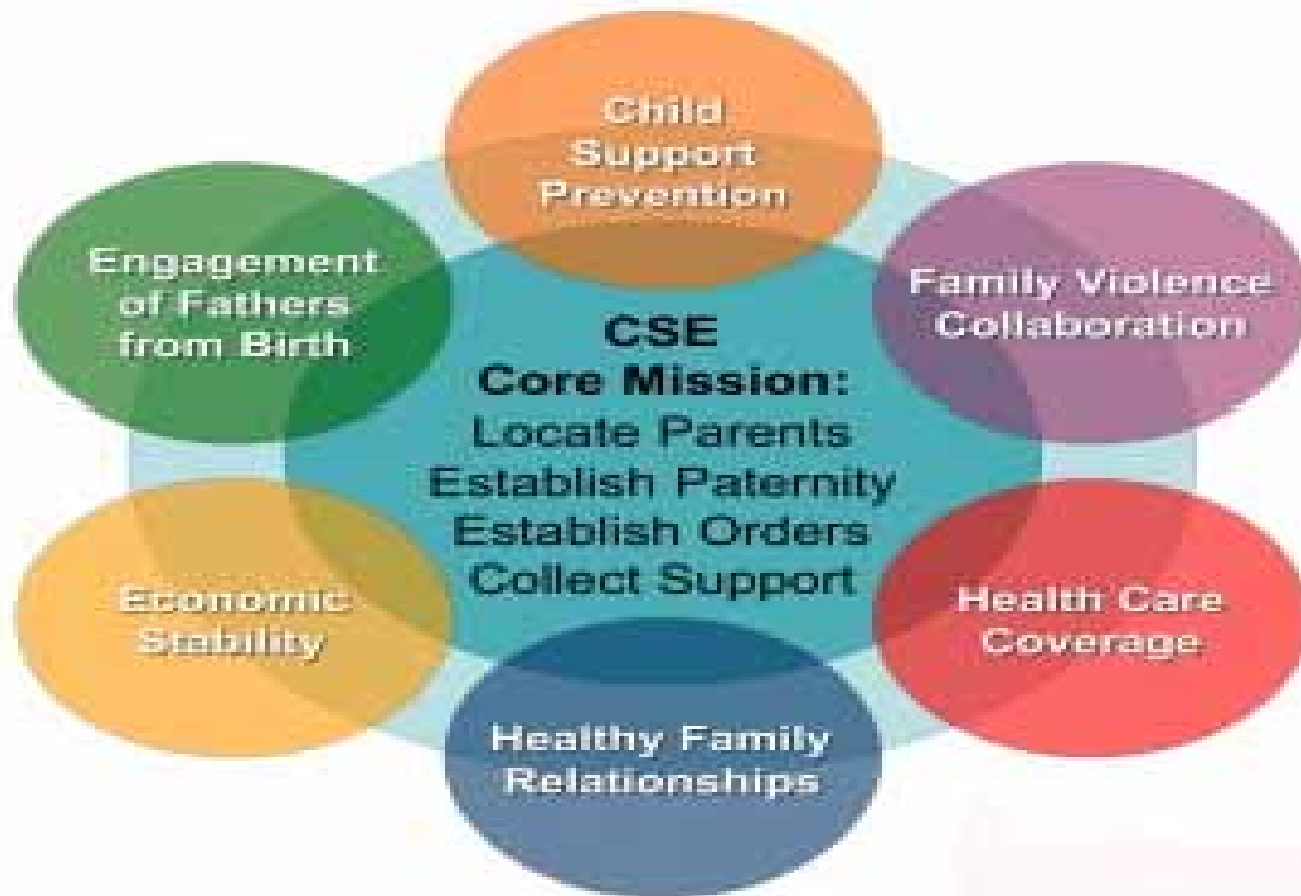 Child
Support
Prevention
Engagement
of Fathers
from Birth
Family Violence
Collaboration
CSE
Core Mission:
Locate Parents
Establish Paternity
Establish Orders
Collect Support
Economic
Stability
Health Care
Coverage
Healthy Family
Relationships